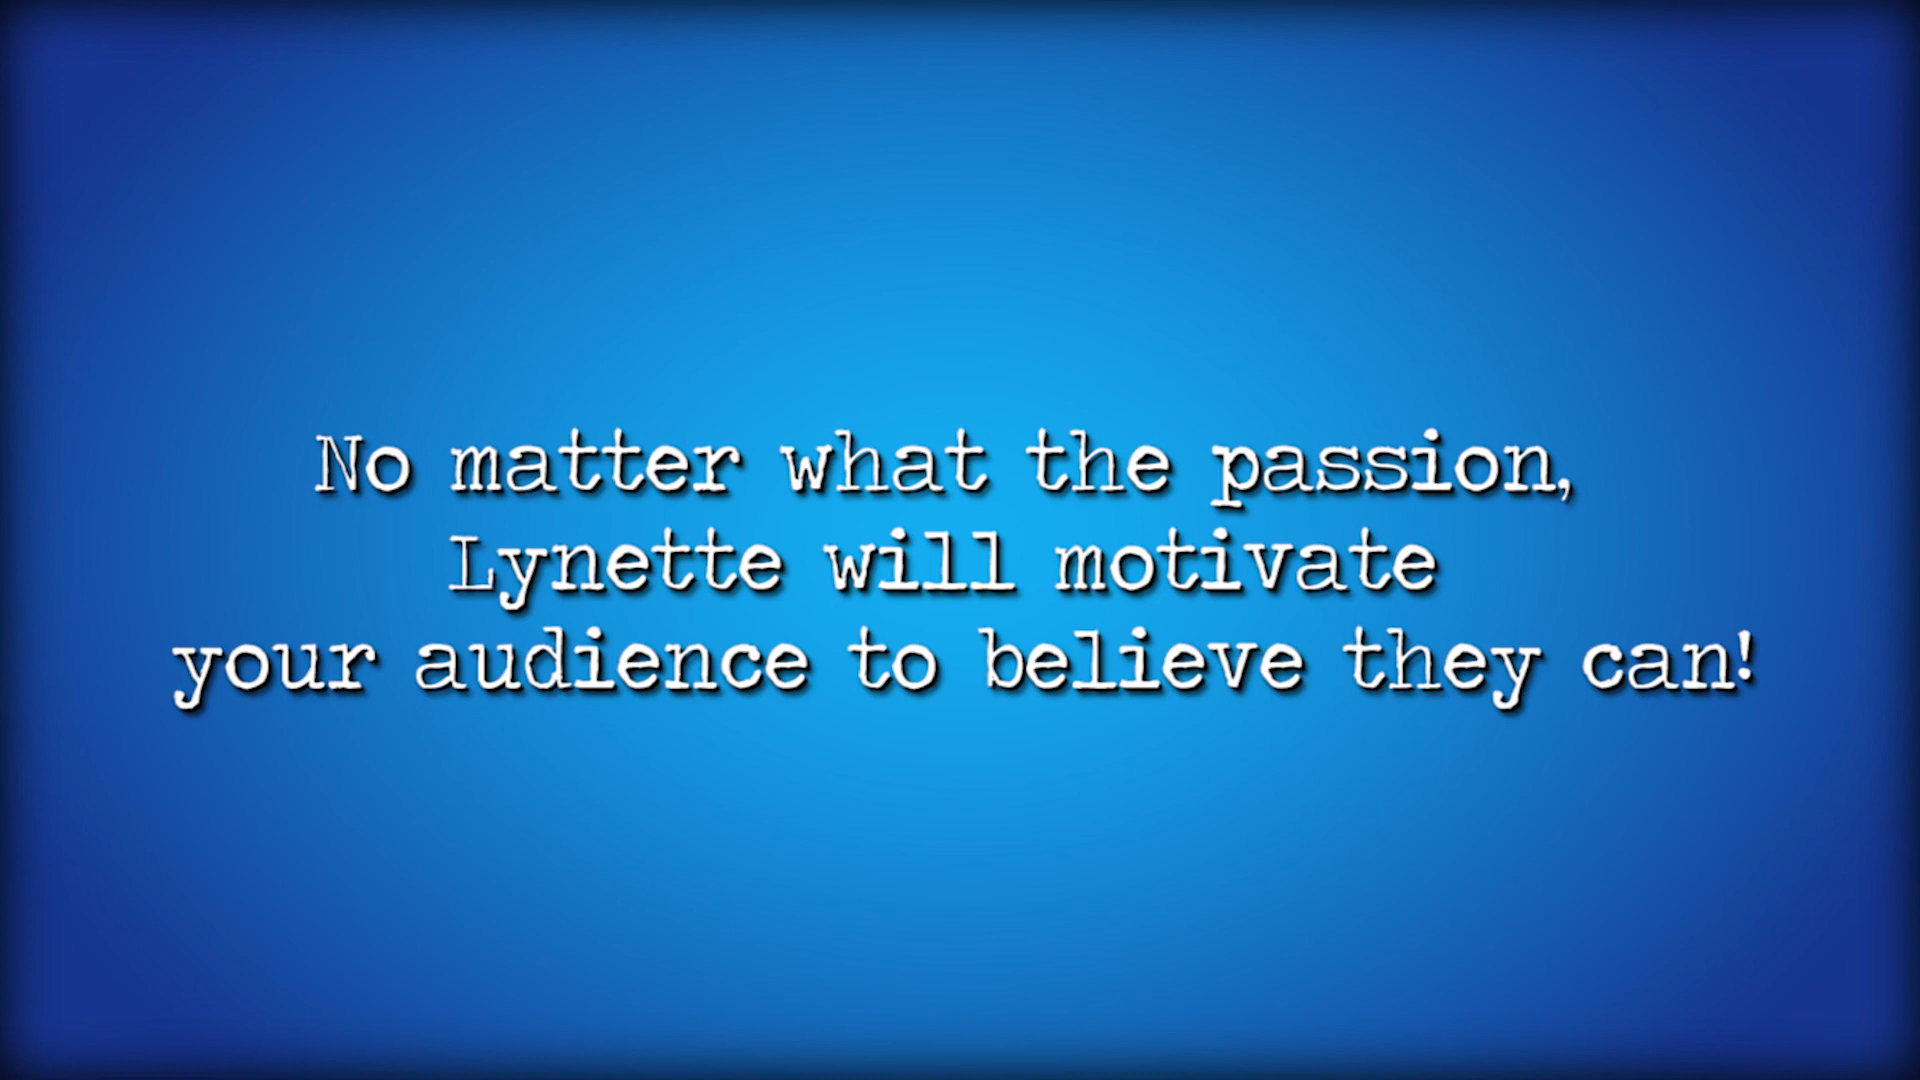 No matter what the passion,
Lynette will motivate
your audience to believe they can!